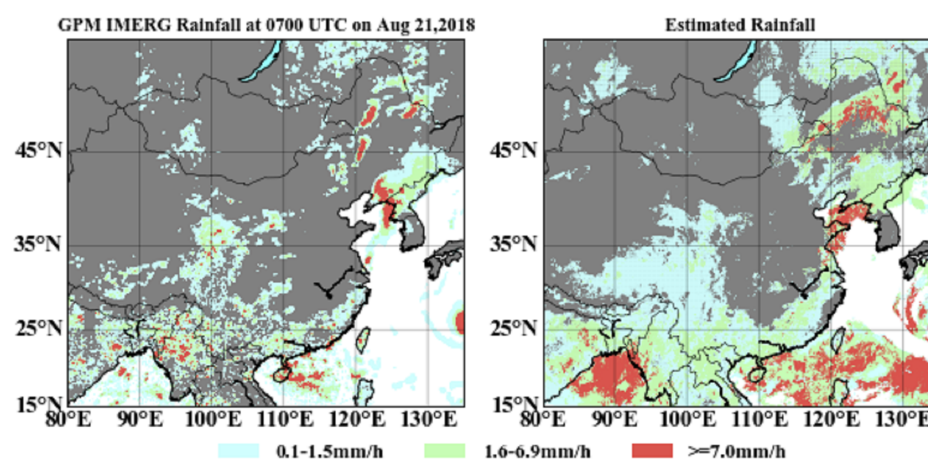 GPM IMERG Rainfall at 0700 UTC on Aug 21,2018
Estimated Rainfall
45°N
35°N
25°N
15°N
80°E 90°E 100°E 110°E 120°E 130°E
45°N
35°N
25°N
15°N
80°E 90°E 100°E 110°E 120°E 130°E
0.1-1.5mm/h 1.6-6.9mm/h >=7.0mm/h